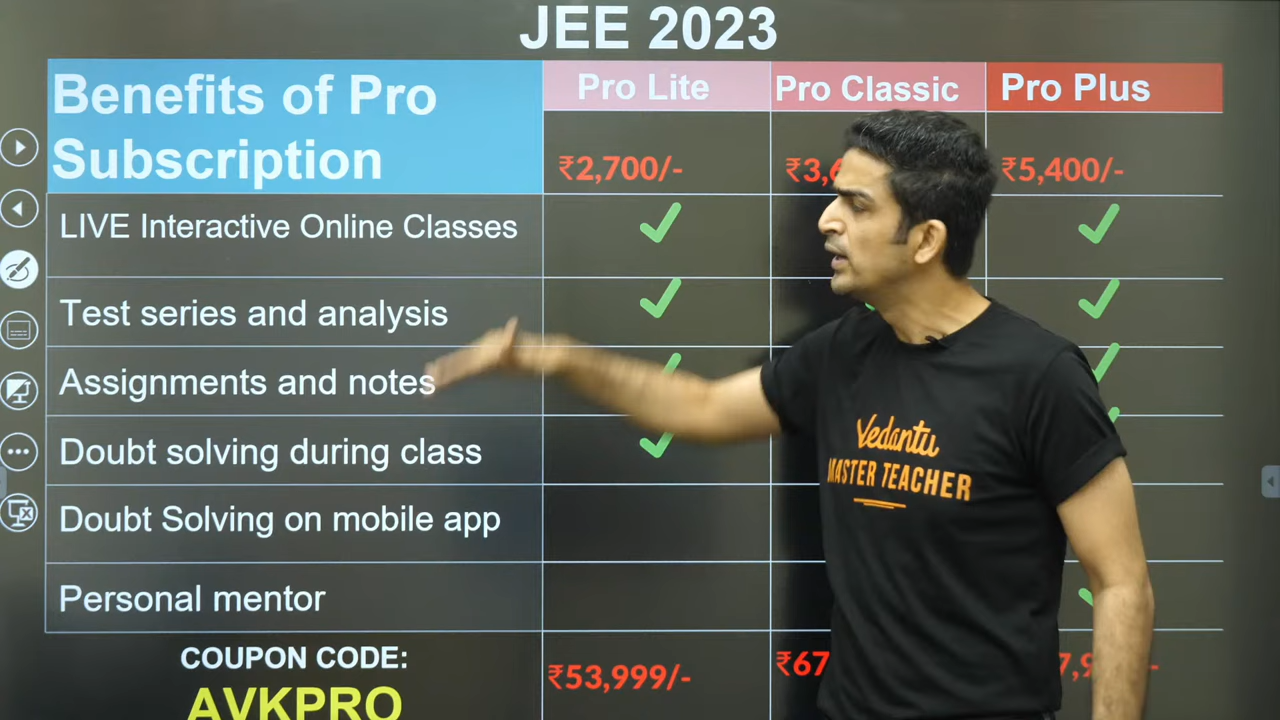 JEE 2023
Benefits of Pro
Subscription
Pro Lite
Pro Classic
Pro Plus
₹2,700/-
₹5,400/-
LIVE Interactive Online Classes
Test series and analysis
Assignments and notes
Doubt solving during class
Doubt Solving on mobile app
Personal mentor
COUPON CODE:
AVKPRO
₹53,999/-
Vedantu
MASTER TEACHER